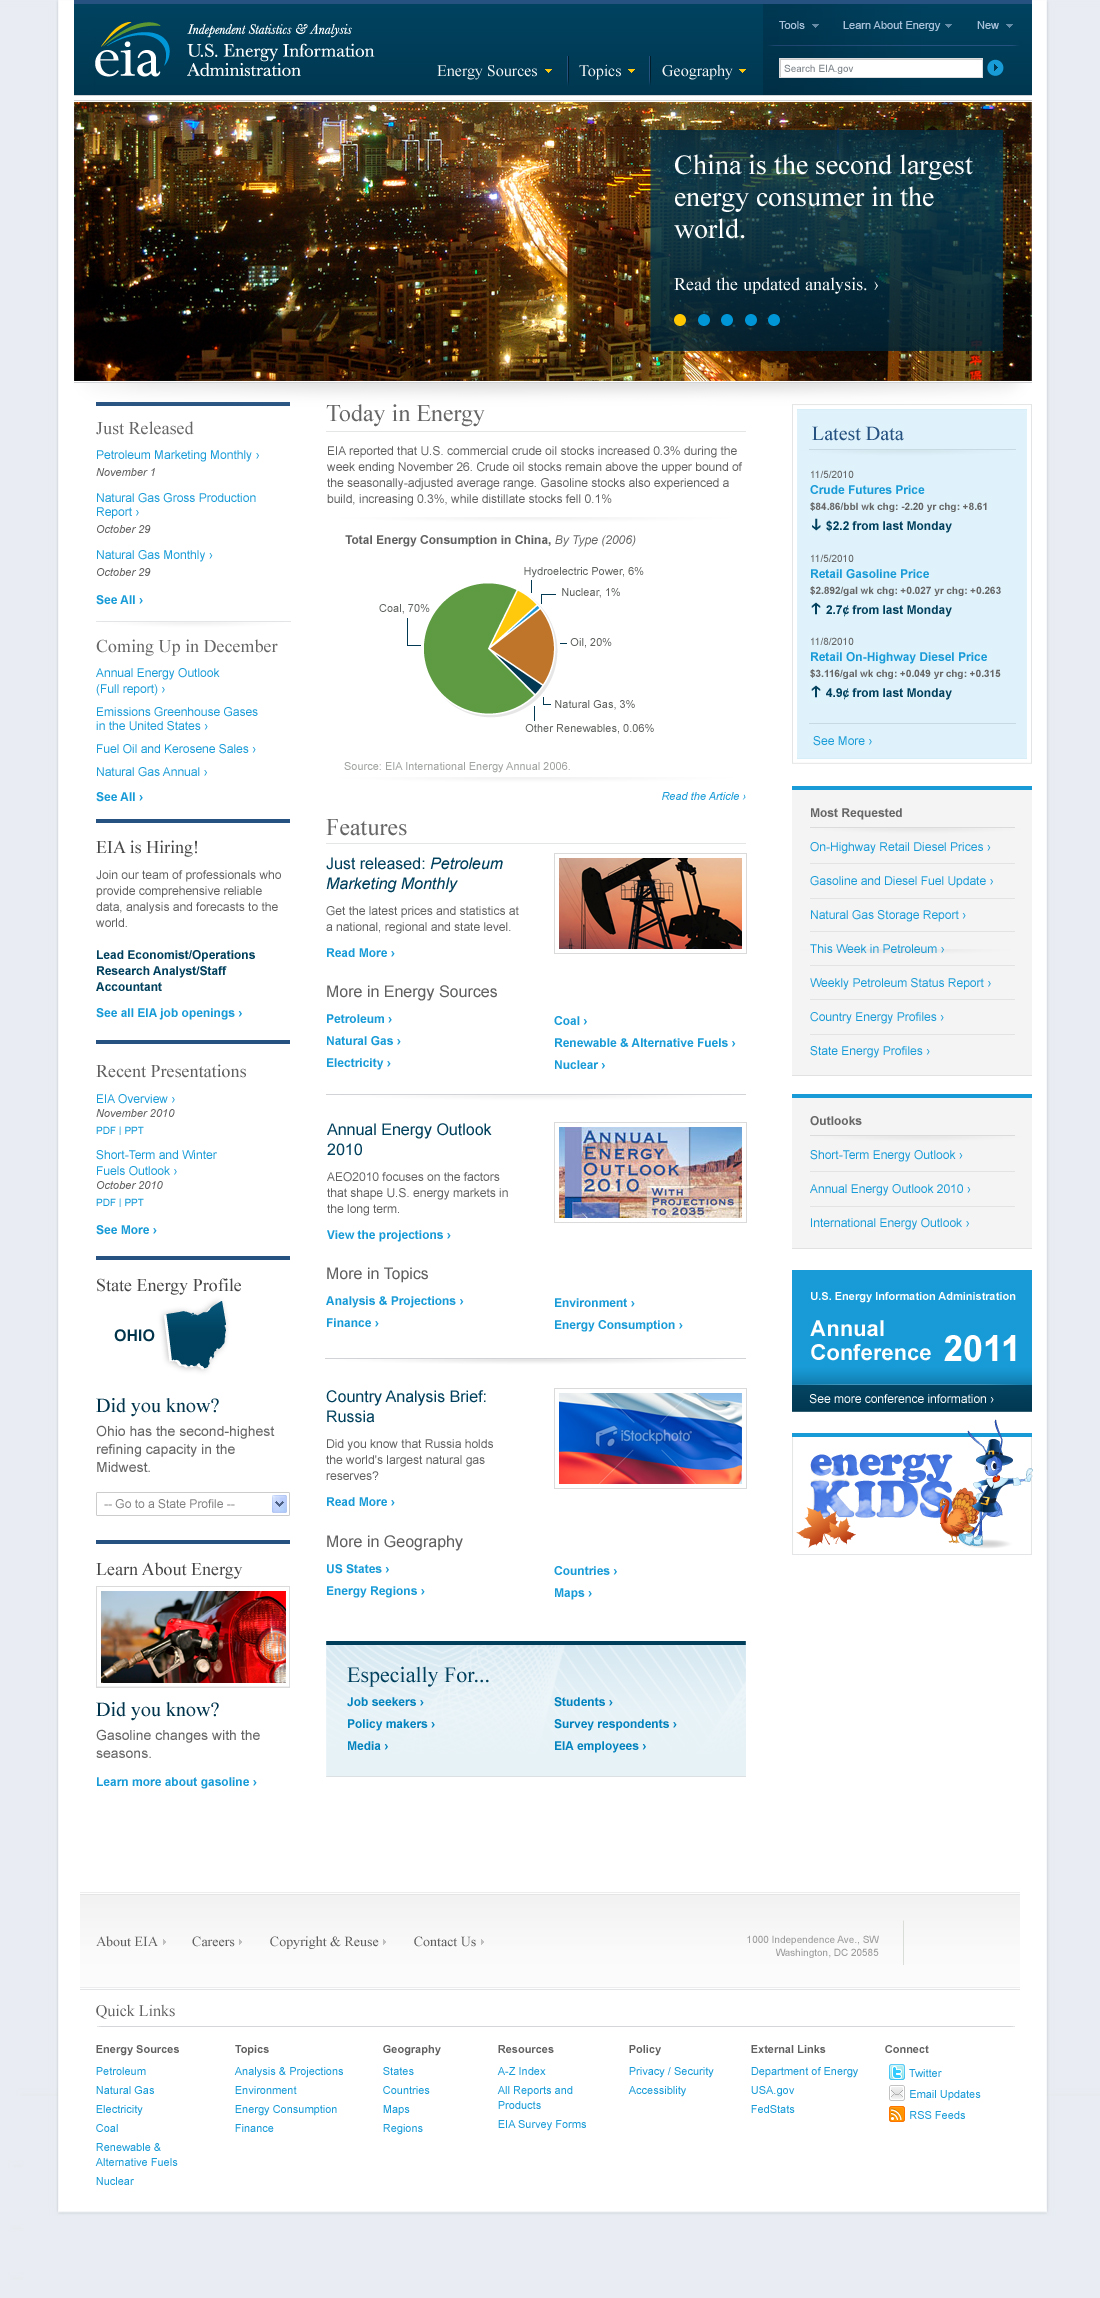 eia
Independent Statistics & Analysis
U.S. Energy Information
Administration
Energy Sources
Topics
Geography
Tools
Learn About Energy
New
Search EIA.gov
China is the second largest
energy consumer in the
world.
Read the updated analysis. ›
Just Released
Petroleum Marketing Monthly ›
November 1
Natural Gas Gross Production
Report ›
October 29
Natural Gas Monthly ›
October 29
See All ›
Coming Up in December
Annual Energy Outlook
(Full report) ›
Emissions Greenhouse Gases
in the United States ›
Fuel Oil and Kerosene Sales ›
Natural Gas Annual ›
See All ›
EIA is Hiring!
Join our team of professionals who
provide comprehensive reliable
data, analysis and forecasts to the
world.
Lead Economist/Operations
Research Analyst/Staff
Accountant
See all EIA job openings ›
Recent Presentations
EIA Overview ›
November 2010
PDF | PPT
Short-Term and Winter
Fuels Outlook ›
October 2010
PDF | PPT
See More ›
State Energy Profile
OHIO
Did you know?
Ohio has the second-highest
refining capacity in the
Midwest.
-- Go to a State Profile --
Learn About Energy
Did you know?
Gasoline changes with the
seasons.
Learn more about gasoline ›
Today in Energy
EIA reported that U.S. commercial crude oil stocks increased 0.3% during the
week ending November 26. Crude oil stocks remain above the upper bound of
the seasonally-adjusted average range. Gasoline stocks also experienced a
build, increasing 0.3%, while distillate stocks fell 0.1%
Total Energy Consumption in China, By Type (2006)
Hydroelectric Power, 6%
Nuclear, 1%
Coal, 70%
Oil, 20%
Natural Gas, 3%
Other Renewables, 0.06%
Source: EIA International Energy Annual 2006.
Read the Article ›
Features
Just released: Petroleum
Marketing Monthly
Get the latest prices and statistics at
a national, regional and state level.
Read More ›
More in Energy Sources
Petroleum ›
Natural Gas ›
Electricity ›
Coal ›
Renewable & Alternative Fuels ›
Nuclear ›
Annual Energy Outlook
2010
AEO2010 focuses on the factors
that shape U.S. energy markets in
the long term.
View the projections ›
ANNUAL
ENERGY
OUTLOOK
2010
WITH
PROJECTIONS
TO 2035
More in Topics
Analysis & Projections ›
Finance ›
Environment ›
Energy Consumption ›
Country Analysis Brief:
Russia
Did you know that Russia holds
the world's largest natural gas
reserves?
Read More ›
iStockphoto
More in Geography
US States ›
Energy Regions ›
Countries ›
Maps ›
Especially For...
Job seekers ›
Policy makers ›
Media ›
Students ›
Survey respondents ›
EIA employees ›
Latest Data
11/5/2010
Crude Futures Price
$84.86/bbl wk chg: -2.20 yr chg: +8.61
↓ $2.2 from last Monday
11/5/2010
Retail Gasoline Price
$2.892/gal wk chg: +0.027 yr chg: +0.263
↑ 2.7¢ from last Monday
11/8/2010
Retail On-Highway Diesel Price
$3.116/gal wk chg: +0.049 yr chg: +0.315
↑ 4.9¢ from last Monday
See More ›
Most Requested
On-Highway Retail Diesel Prices ›
Gasoline and Diesel Fuel Update ›
Natural Gas Storage Report ›
This Week in Petroleum ›
Weekly Petroleum Status Report ›
Country Energy Profiles ›
State Energy Profiles ›
Outlooks
Short-Term Energy Outlook ›
Annual Energy Outlook 2010 ›
International Energy Outlook ›
U.S. Energy Information Administration
Annual
Conference 2011
See more conference information ›
energy
KIDS
About EIA
Careers
Copyright & Reuse
Contact Us
1000 Independence Ave., SW
Washington, DC 20585
Quick Links
Energy Sources
Petroleum
Natural Gas
Electricity
Coal
Renewable &
Alternative Fuels
Nuclear
Topics
Analysis & Projections
Environment
Energy Consumption
Finance
Geography
States
Countries
Maps
Regions
Resources
A-Z Index
All Reports and
Products
EIA Survey Forms
Policy
Privacy / Security
Accessiblity
External Links
Department of Energy
USA.gov
FedStats
Connect
Twitter
Email Updates
RSS Feeds